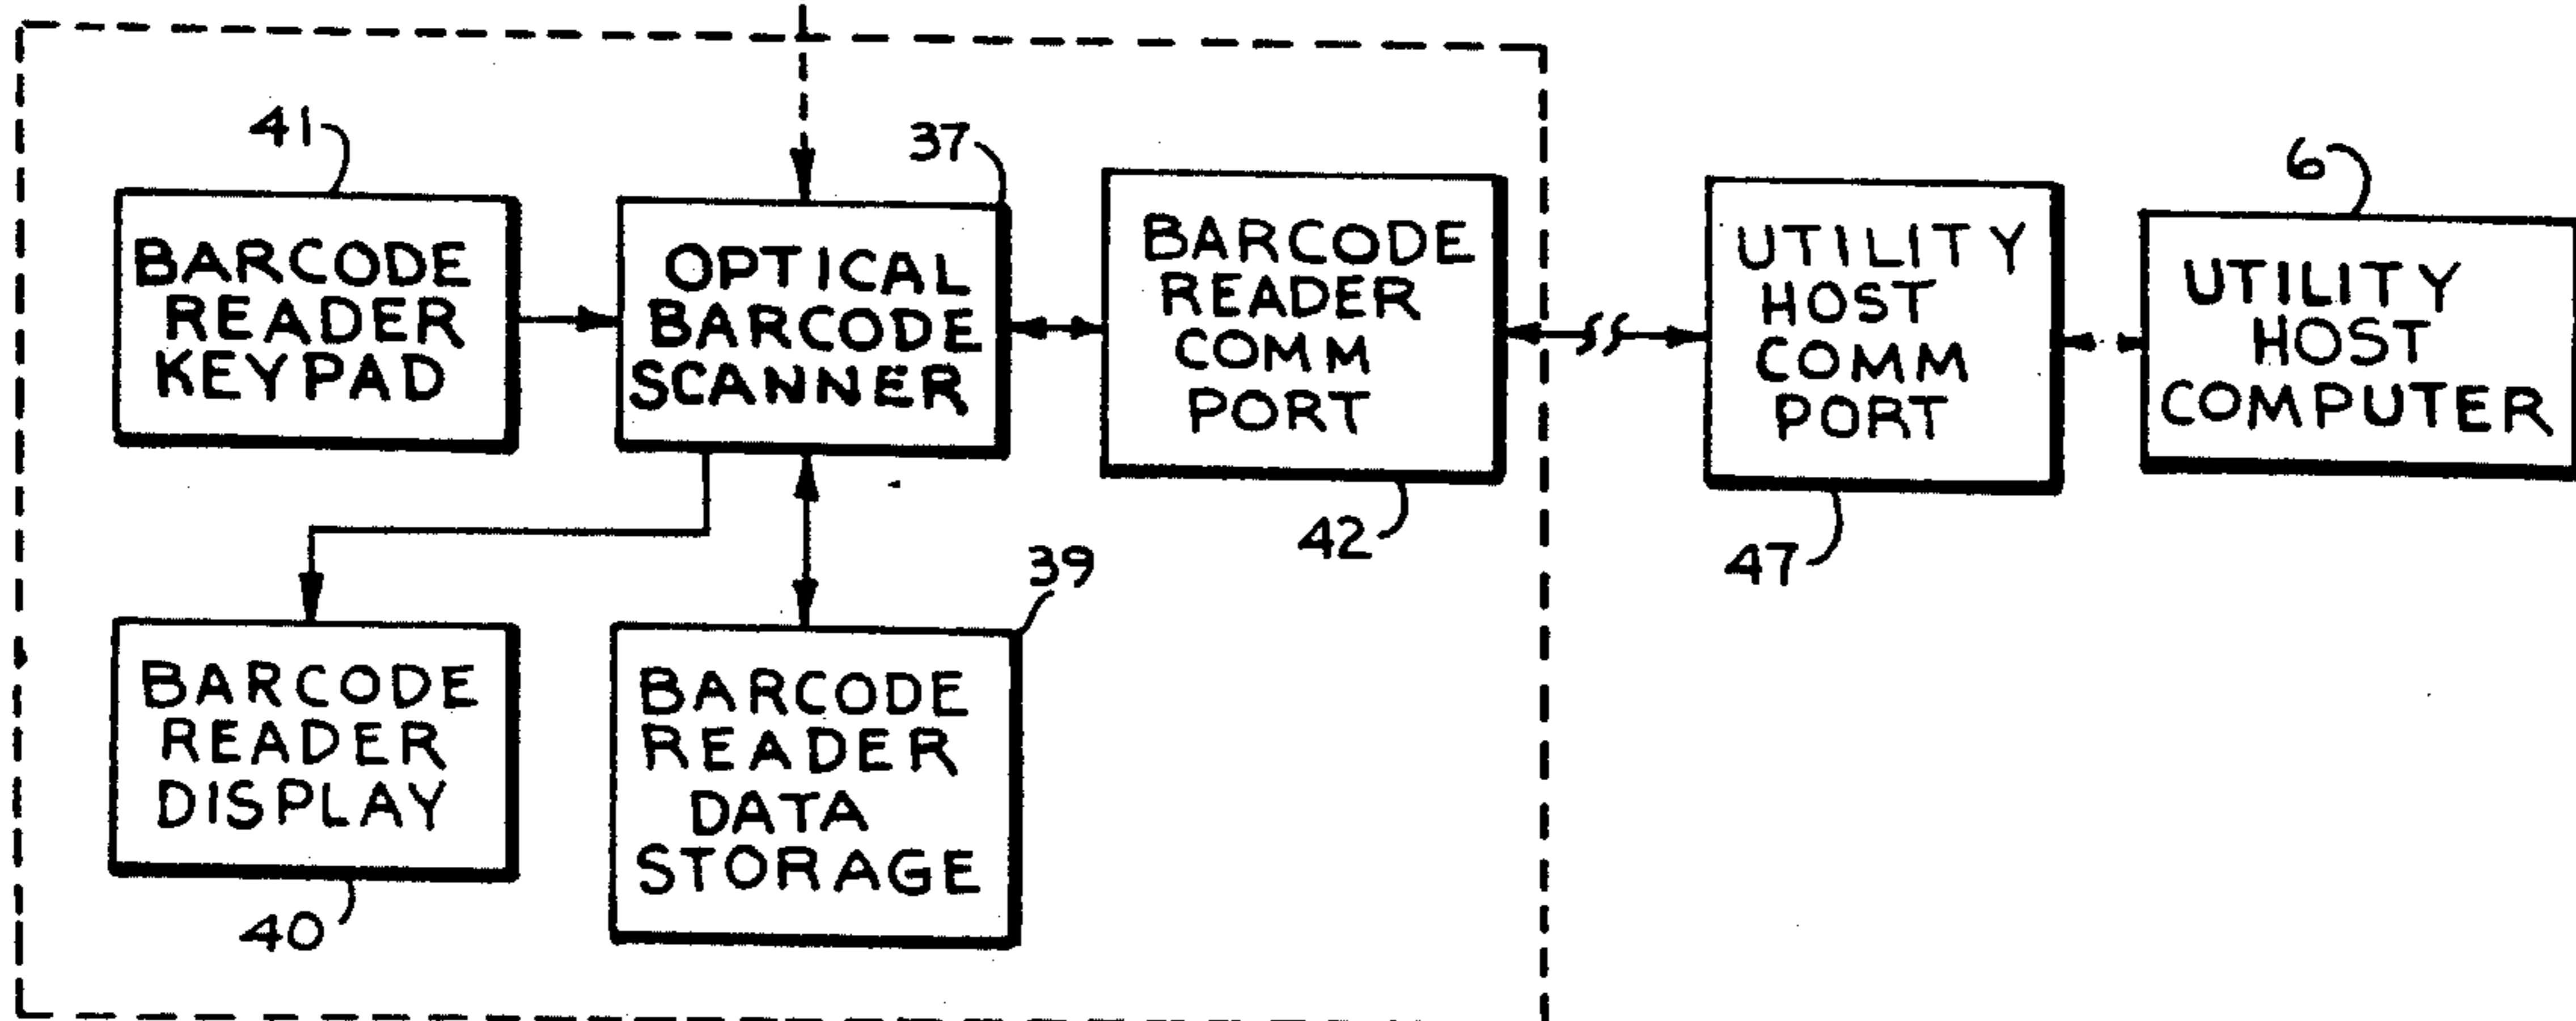 41
BARCODE
READER
KEYPAD
37
OPTICAL
BARCODE
SCANNER
BARCODE
READER
COMM
PORT
42
UTILITY
HOST
COMM
PORT
47
6
UTILITY
HOST
COMPUTER
BARCODE
READER
DISPLAY
40
39
BARCODE
READER
DATA
STORAGE